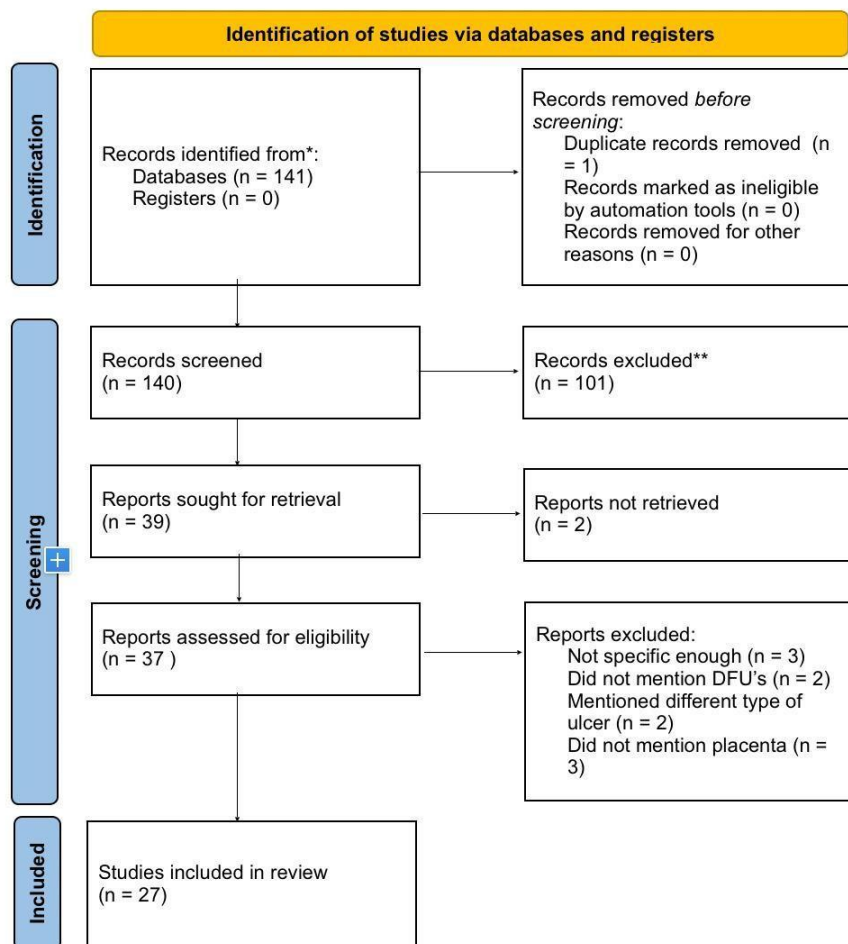 Identification of studies via databases and registers
Identification
Records identified from*:
Databases (n = 141)
Registers (n = 0)
Records removed before
screening:
Duplicate records removed (n
= 1)
Records marked as ineligible
by automation tools (n = 0)
Records removed for other
reasons (n = 0)
Screening
Records screened
(n = 140)
Records excluded**
(n = 101)
Reports sought for retrieval
(n = 39)
Reports not retrieved
(n = 2)
Reports assessed for eligibility
(n = 37 )
Reports excluded:
Not specific enough (n = 3)
Did not mention DFU's (n = 2)
Mentioned different type of
ulcer (n = 2)
Did not mention placenta (n =
3)
Included
Studies included in review
(n = 27)